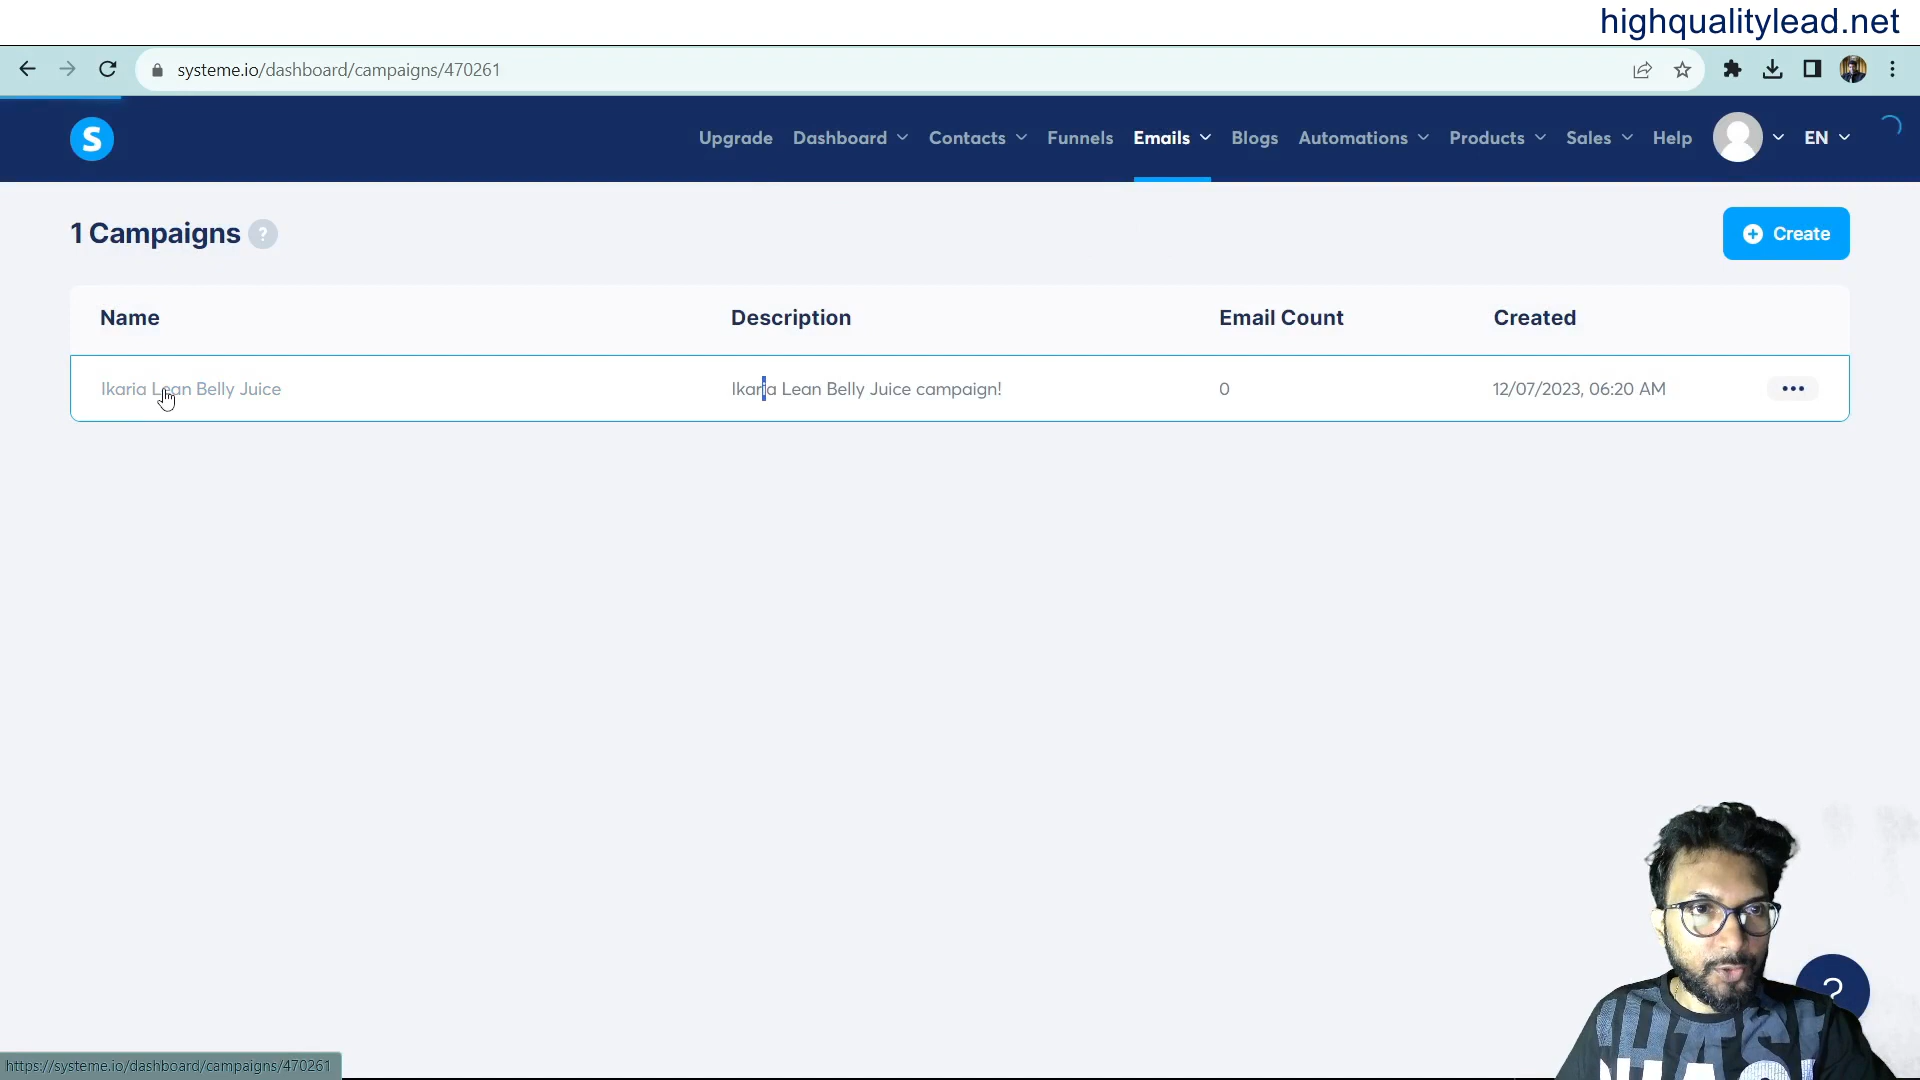 highqualitylead.net
systeme.io/dashboard/campaigns/470261
S
Upgrade Dashboard Contacts Funnels Emails Blogs Automations Products Sales Help EN
1 Campaigns ?
Create
Name Description Email Count Created
Ikaria Lean Belly Juice Ikaria Lean Belly Juice campaign! 0 12/07/2023, 06:20 AM
?
https://systeme.io/dashboard/campaigns/470261